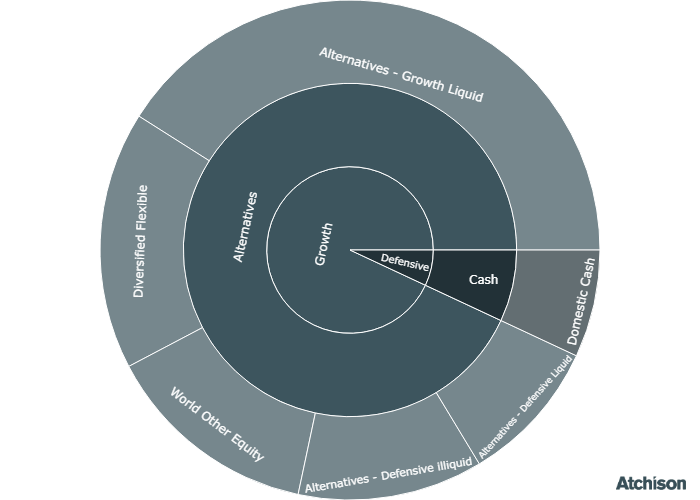 Alternatives - Growth Liquid
Diversified Flexible
Alternatives
Growth
Defensive
Cash
Domestic Cash
World Other Equity
Alternatives - Defensive illiquid
Alternatives - Defensive Liquid
Atchison